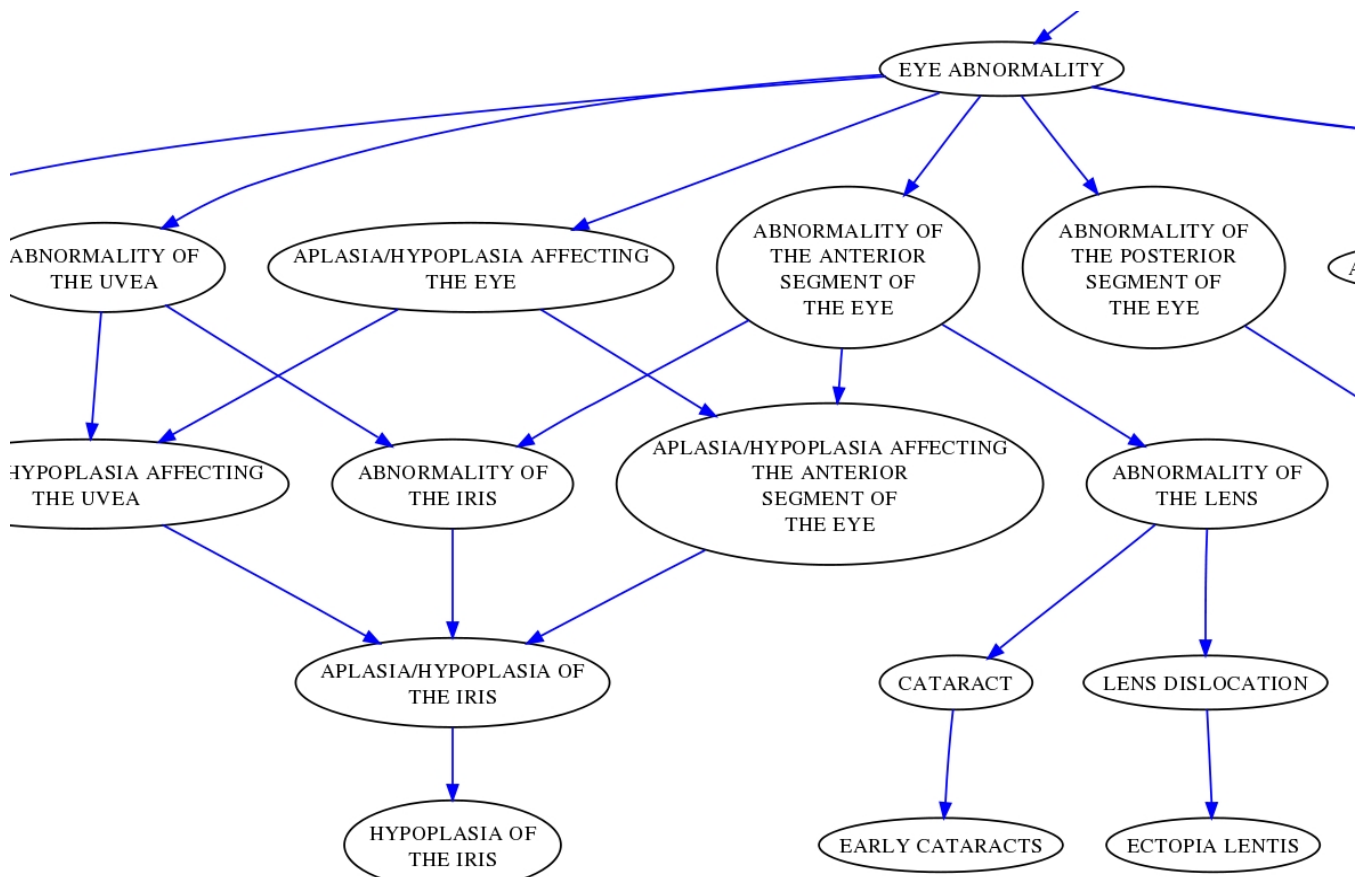 EYE ABNORMALITY
ABNORMALITY OF
THE UVEA
APLASIA/HYPOPLASIA AFFECTING
THE EYE
ABNORMALITY OF
THE ANTERIOR
SEGMENT OF
THE EYE
ABNORMALITY OF
THE POSTERIOR
SEGMENT OF
THE EYE
HYPOPLASIA AFFECTING
THE UVEA
ABNORMALITY OF
THE IRIS
APLASIA/HYPOPLASIA AFFECTING
THE ANTERIOR
SEGMENT OF
THE EYE
ABNORMALITY OF
THE LENS
APLASIA/HYPOPLASIA OF
THE IRIS
CATARACT
LENS DISLOCATION
HYPOPLASIA OF
THE IRIS
EARLY CATARACTS
ECTOPIA LENTIS